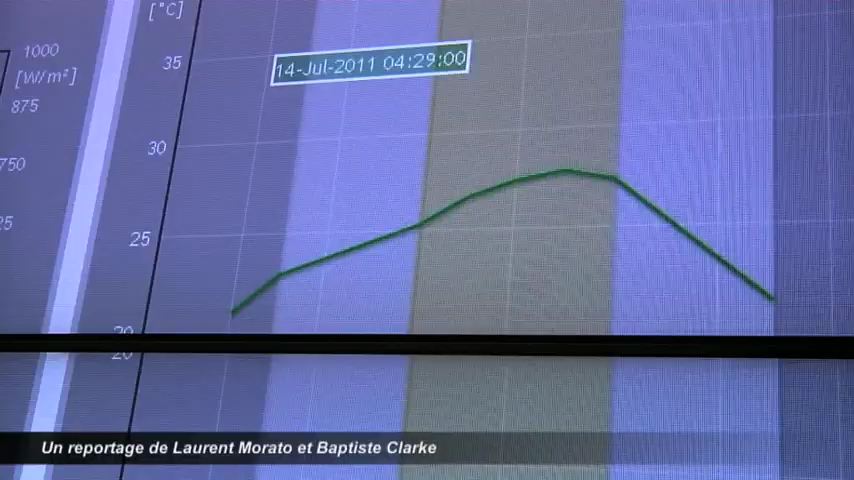 [°C]
1000
[W/m²]
35
14-Jul-2011 04:29:00
875
30
750
25
20
20
Un reportage de Laurent Morato et Baptiste Clarke